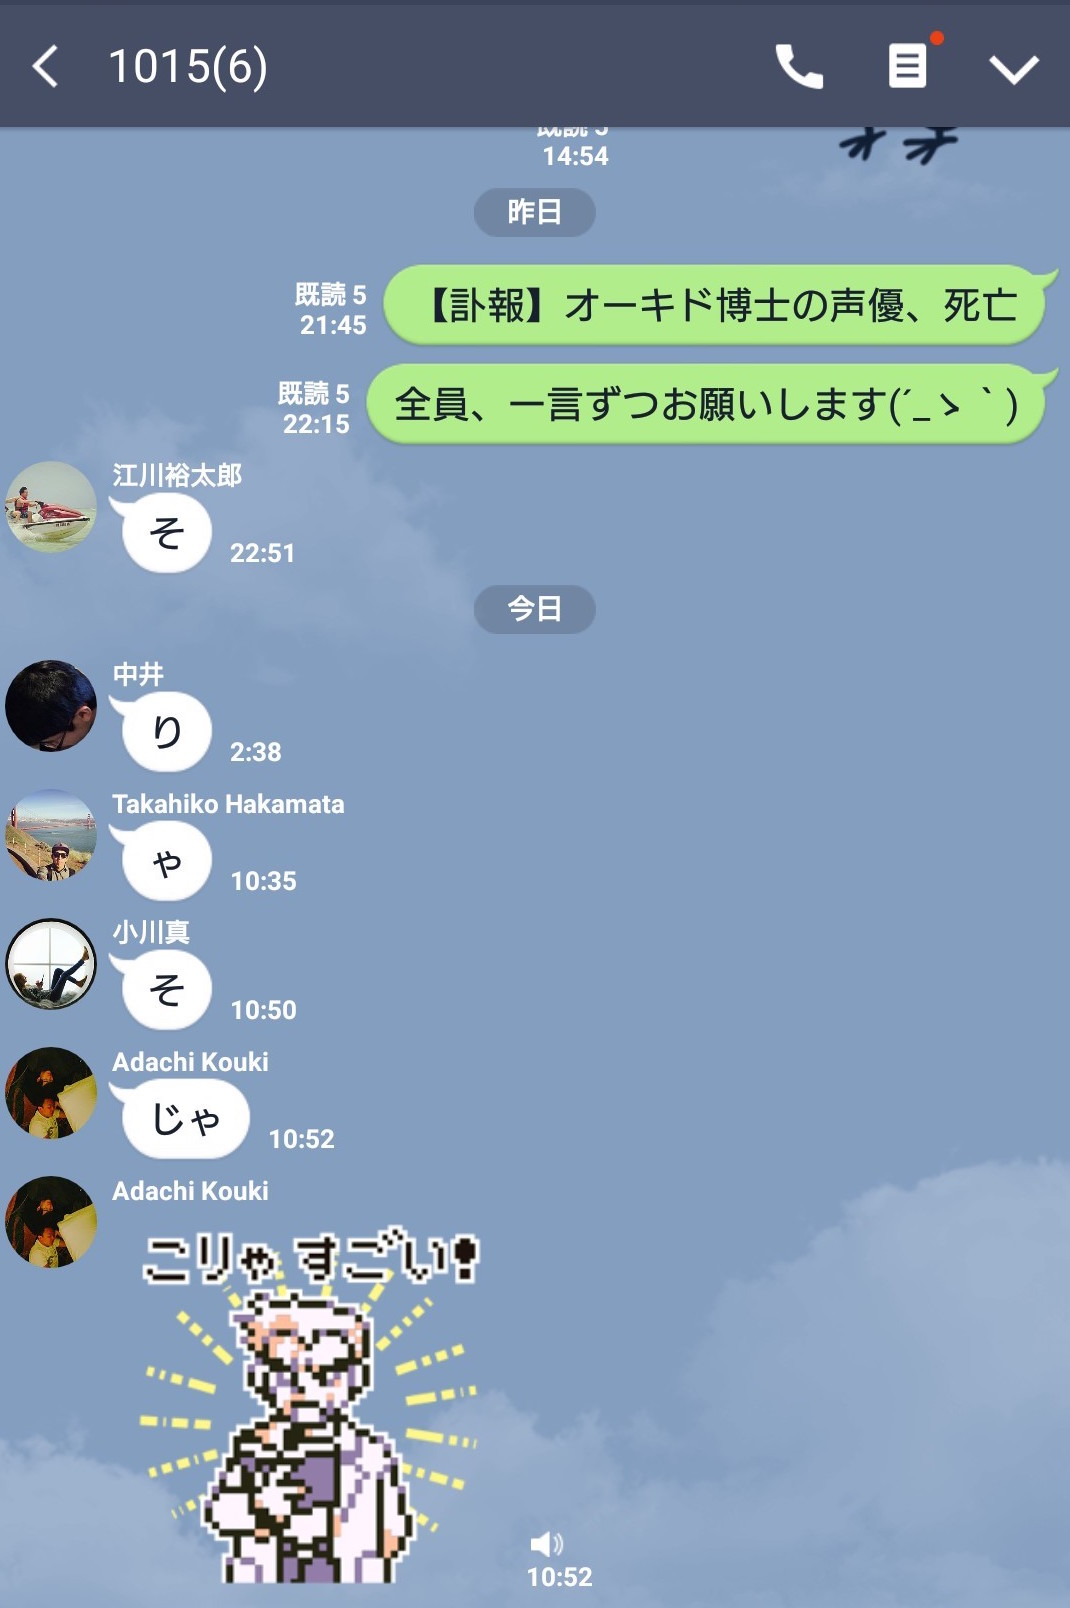 1015(6)
既読 5
14:54
昨日
既読 5
21:45
【訃報】オーキド博士の声優、死亡
既読 5
22:15
全員、一言ずつお願いします(´_ゝ｀)
江川裕太郎
そ
22:51
今日
中井
り
2:38
Takahiko Hakamata
ゃ
10:35
小川真
そ
10:50
Adachi Kouki
じゃ
10:52
Adachi Kouki
こりゃ すごい!
10:52